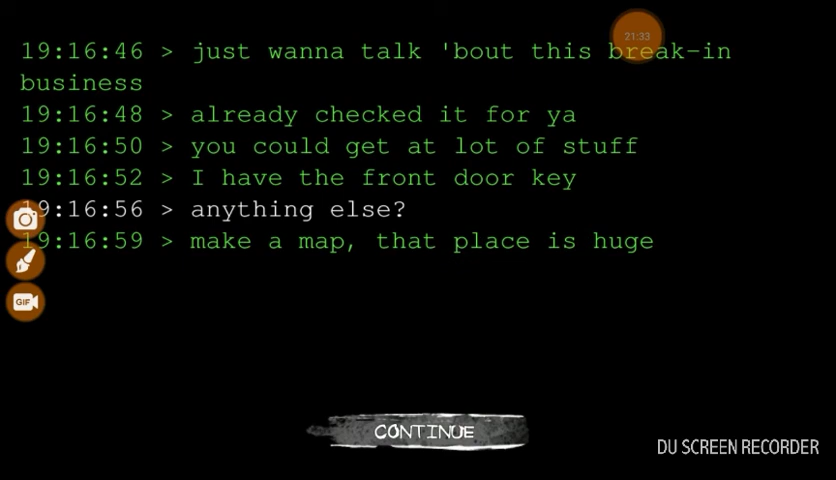 21:33
19:16:46 > just wanna talk 'bout this break-in
business
19:16:48 > already checked it for ya
19:16:50 > you could get at lot of stuff
19:16:52 > I have the front door key
19:16:56 > anything else?
19:16:59 > make a map, that place is huge
GIF
CONTINUE
DU SCREEN RECORDER